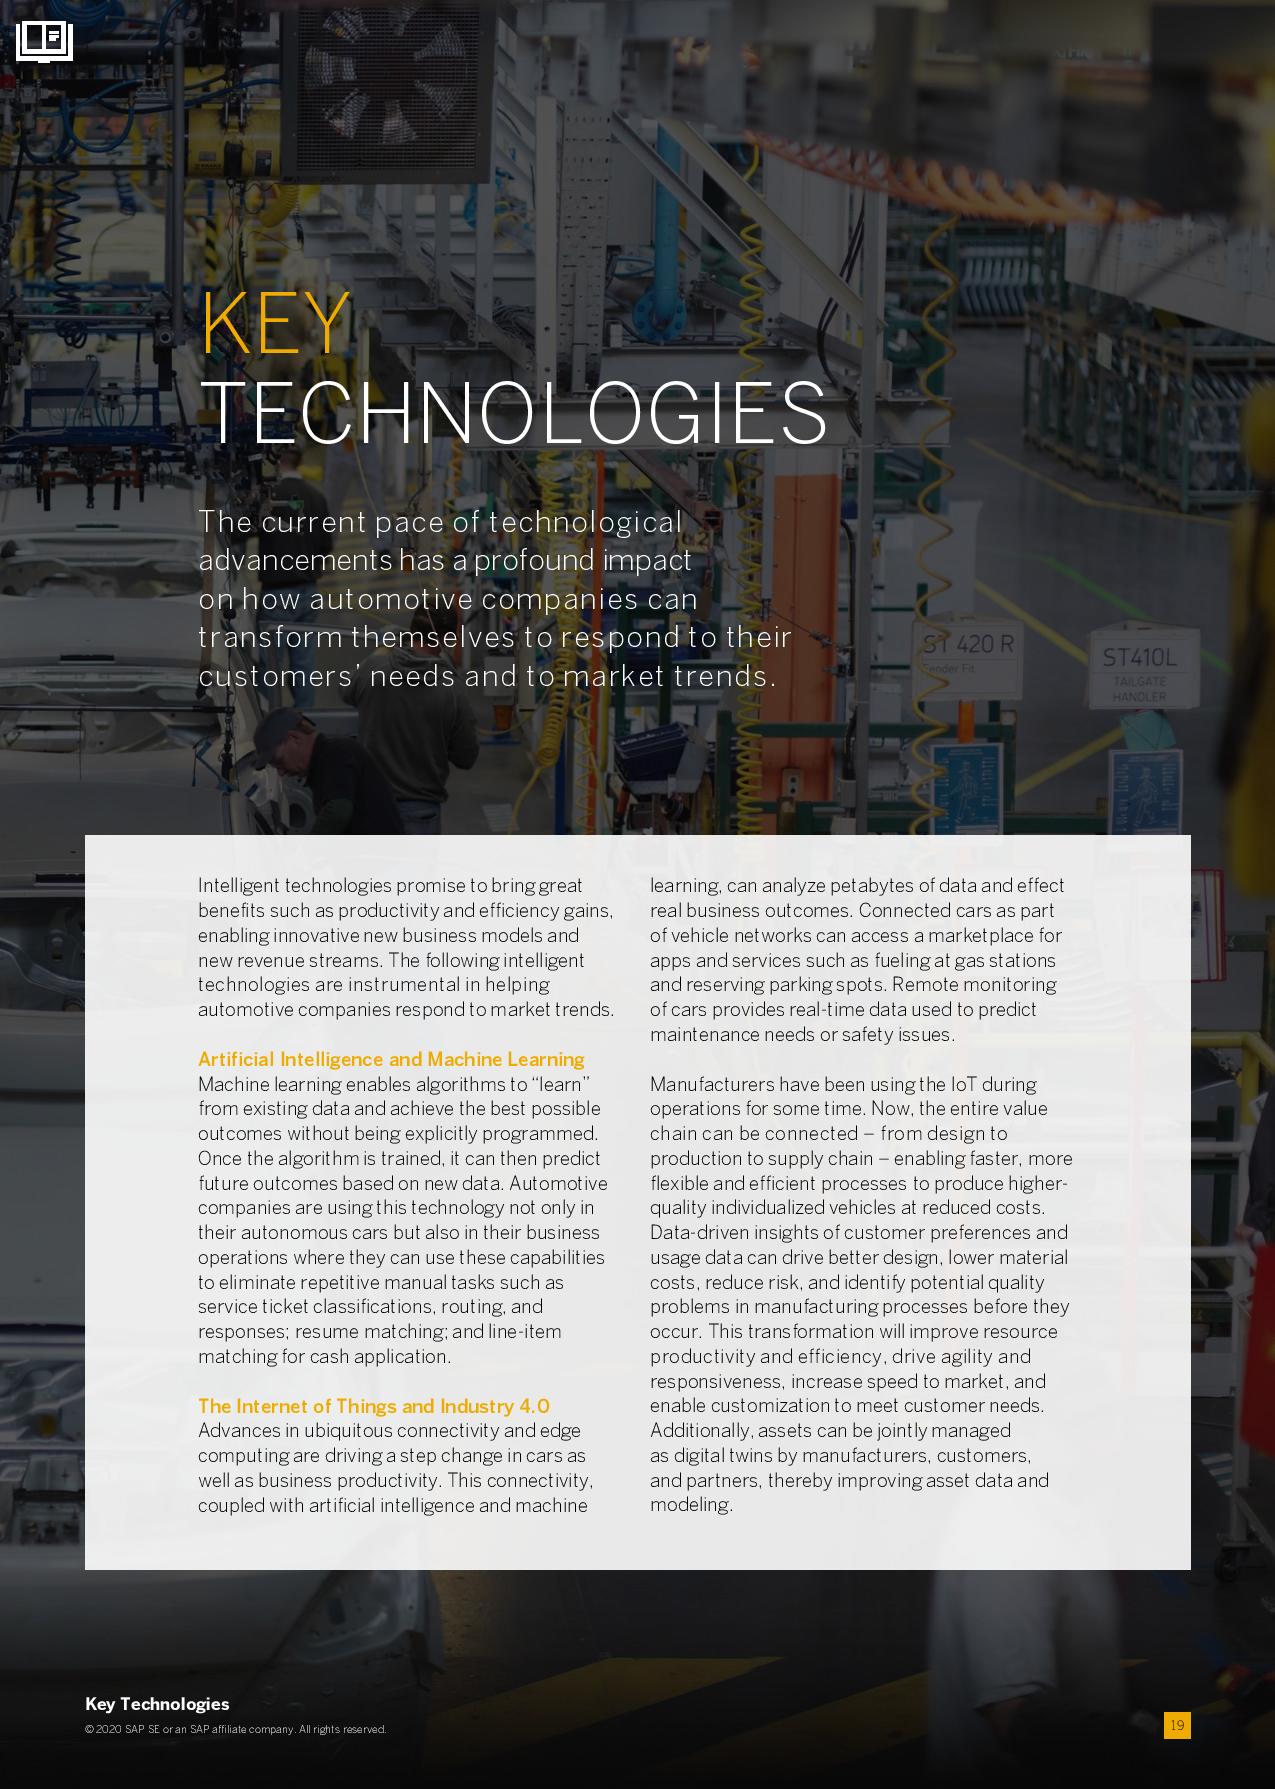 KEY
TECHNOLOGIES
The current pace of technological
advancements has a profound impact
on how automotive companies can
transform themselves to respond to their
customers’ needs and to market trends.
ST 420 R
Fender Fit
ST410L
TAILGATE
HANDLER
Intelligent technologies promise to bring great
benefits such as productivity and efficiency gains,
enabling innovative new business models and
new revenue streams. The following intelligent
technologies are instrumental in helping
automotive companies respond to market trends.
Artificial Intelligence and Machine Learning
Machine learning enables algorithms to “learn”
from existing data and achieve the best possible
outcomes without being explicitly programmed.
Once the algorithm is trained, it can then predict
future outcomes based on new data. Automotive
companies are using this technology not only in
their autonomous cars but also in their business
operations where they can use these capabilities
to eliminate repetitive manual tasks such as
service ticket classifications, routing, and
responses; resume matching; and line-item
matching for cash application.
The Internet of Things and Industry 4.0
Advances in ubiquitous connectivity and edge
computing are driving a step change in cars as
well as business productivity. This connectivity,
coupled with artificial intelligence and machine
learning, can analyze petabytes of data and effect
real business outcomes. Connected cars as part
of vehicle networks can access a marketplace for
apps and services such as fueling at gas stations
and reserving parking spots. Remote monitoring
of cars provides real-time data used to predict
maintenance needs or safety issues.
Manufacturers have been using the IoT during
operations for some time. Now, the entire value
chain can be connected – from design to
production to supply chain – enabling faster, more
flexible and efficient processes to produce higher-
quality individualized vehicles at reduced costs.
Data-driven insights of customer preferences and
usage data can drive better design, lower material
costs, reduce risk, and identify potential quality
problems in manufacturing processes before they
occur. This transformation will improve resource
productivity and efficiency, drive agility and
responsiveness, increase speed to market, and
enable customization to meet customer needs.
Additionally, assets can be jointly managed
as digital twins by manufacturers, customers,
and partners, thereby improving asset data and
modeling.
Key Technologies
© 2020 SAP SE or an SAP affiliate company. All rights reserved.
19